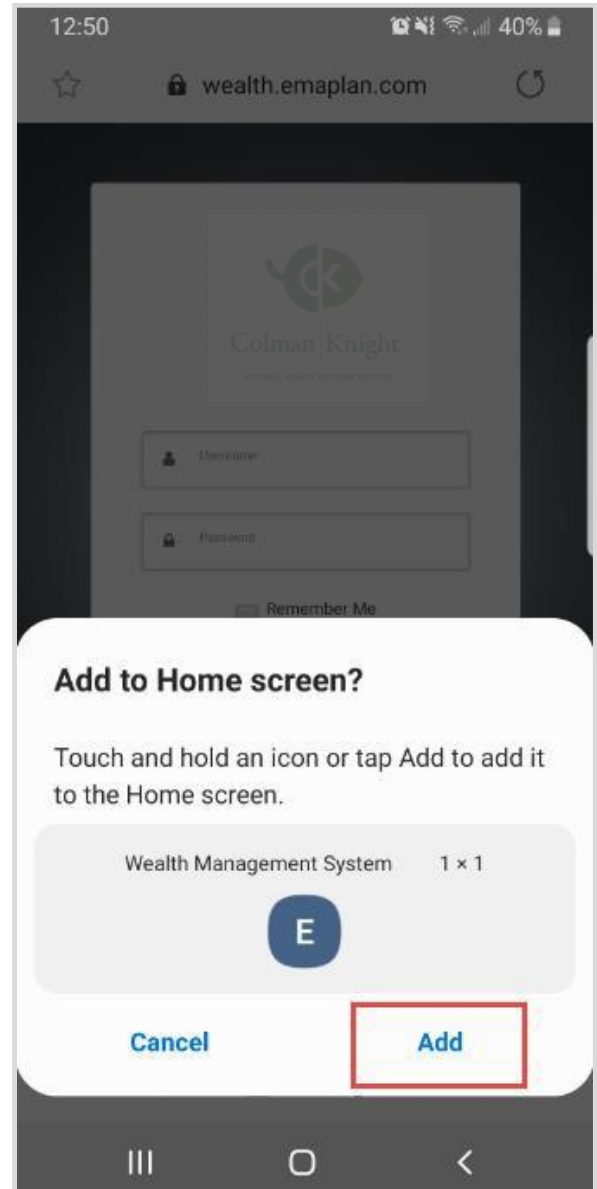 12:50 40%
wealth.emaplan.com
CK
Colman Knight
Username
Password
Remember Me
Add to Home screen?
Touch and hold an icon or tap Add to add it
to the Home screen.
Wealth Management System 1 × 1
E
Cancel Add